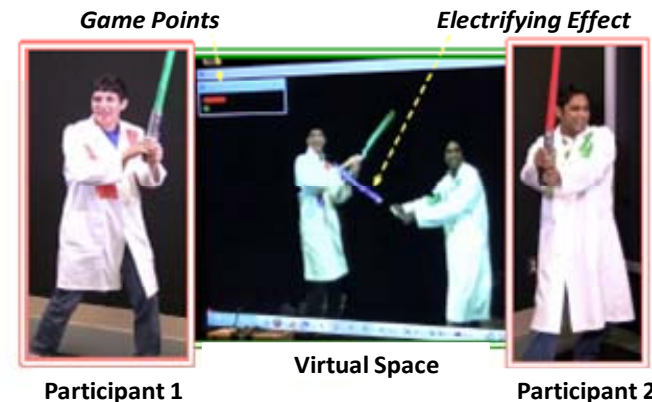 Game Points
Electrifying Effect
Virtual Space
Participant 1
Participant 2